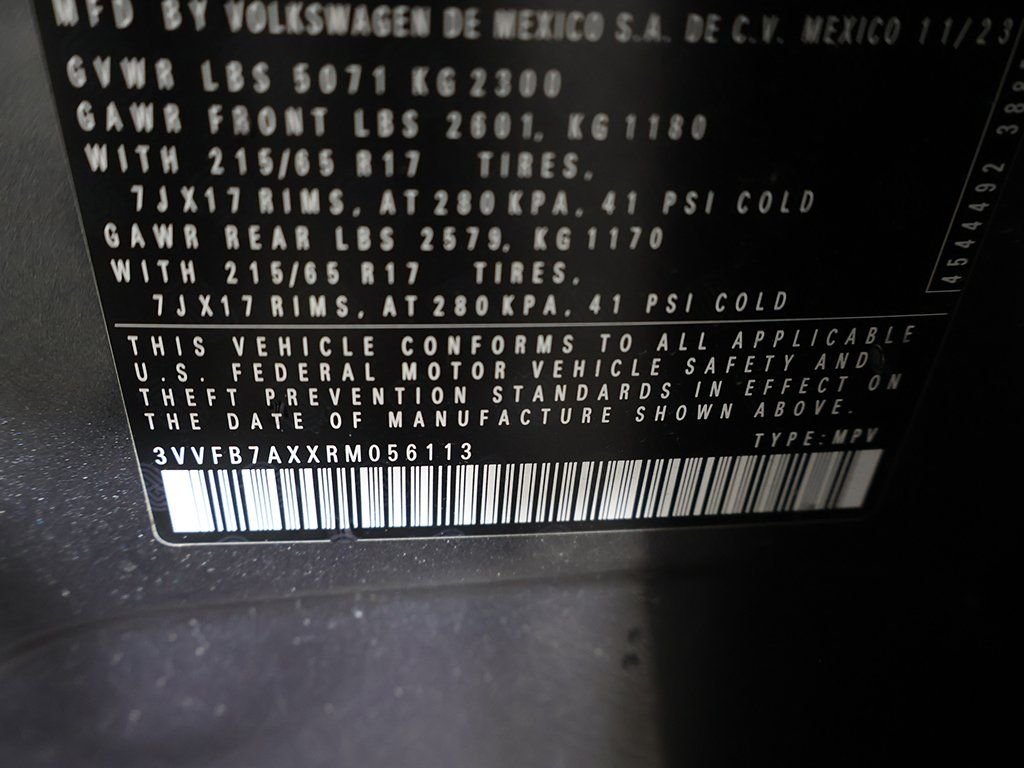 MFD BY VOLKSWAGEN DE MEXICO S.A. DE C.V. MEXICO 11/23
GVWR LBS 5071 KG 2300
GAWR FRONT LBS 2601, KG 1180
WITH 215/65 R17 TIRES,
7JX17 RIMS, AT 280 KPA, 41 PSI COLD
GAWR REAR LBS 2579, KG 1170
WITH 215/65 R17 TIRES,
7JX17 RIMS, AT 280 KPA, 41 PSI COLD
THIS VEHICLE CONFORMS TO ALL APPLICABLE
U.S. FEDERAL MOTOR VEHICLE SAFETY AND
THEFT PREVENTION STANDARDS IN EFFECT ON
THE DATE OF MANUFACTURE SHOWN ABOVE.
3VVFB7AXXRM056113 TYPE:MPV
4544492